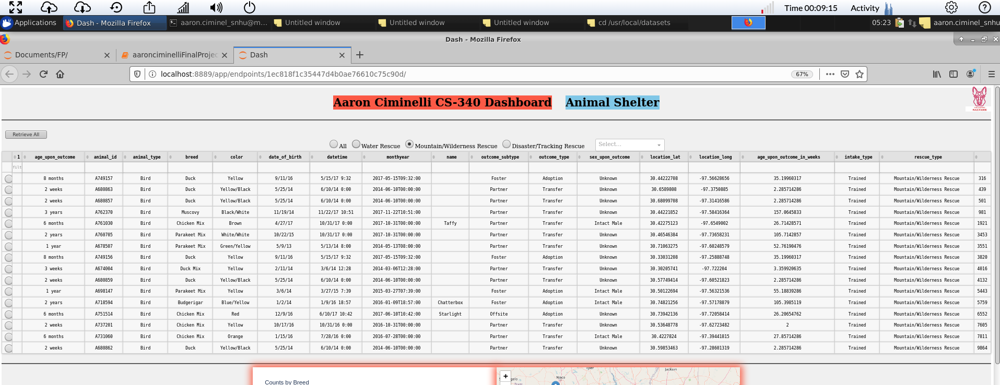 Time 00:09:15 Activity
Applications Dash - Mozilla Firefox aaron.ciminel_snhu@m... Untitled window Untitled window Untitled window cd /usr/local/datasets 05:23 aaron.ciminel_snhu
Dash - Mozilla Firefox
Documents/FP/ aaronciminelliFinalProjec Dash
localhost:8889/app/endpoints/1ec818f1c35447d4b0ae76610c75c90d/ 67%
Aaron Ciminelli CS-340 Dashboard Animal Shelter
SALVARE
Retrieve All
All Water Rescue Mountain/Wilderness Rescue Disaster/Tracking Rescue Select...
1 age_upon_outcome animal_id animal_type breed color date_of_birth datetime monthyear name outcome_subtype outcome_type sex_upon_outcome location_lat location_long age_upon_outcome_in_weeks intake_type rescue_type
filt
8 months A749157 Bird Duck Yellow 9/11/16 5/15/17 9:32 2017-05-15T09:32:00 Foster Adoption Unknown 30.44222708 -97.56628656 35.19960317 Trained Mountain/Wilderness Rescue 316
2 weeks A680863 Bird Duck Yellow/Black 5/25/14 6/10/14 0:00 2014-06-10T00:00:00 Partner Transfer Unknown 30.6589808 -97.3750885 2.285714286 Trained Mountain/Wilderness Rescue 439
2 weeks A680857 Bird Duck Yellow/Black 5/25/14 6/10/14 0:00 2014-06-10T00:00:00 Partner Transfer Unknown 30.68099708 -97.31416586 2.285714286 Trained Mountain/Wilderness Rescue 501
3 years A762370 Bird Muscovy Black/White 11/19/14 11/22/17 10:51 2017-11-22T10:51:00 Partner Transfer Unknown 30.44221852 -97.58416364 157.0645833 Trained Mountain/Wilderness Rescue 981
6 months A761030 Bird Chicken Mix Brown 4/27/17 10/31/17 0:00 2017-10-31T00:00:00 Taffy Partner Transfer Intact Male 30.42275123 -97.6549002 26.71428571 Trained Mountain/Wilderness Rescue 1921
2 years A760705 Bird Parakeet Mix White/White 10/22/15 10/31/17 0:00 2017-10-31T00:00:00 Partner Transfer Unknown 30.46546384 -97.73658231 105.7142857 Trained Mountain/Wilderness Rescue 3453
1 year A678507 Bird Parakeet Mix Green/Yellow 5/9/13 5/13/14 8:00 2014-05-13T08:00:00 Partner Transfer Unknown 30.71063275 -97.60248579 52.76190476 Trained Mountain/Wilderness Rescue 3551
8 months A749156 Bird Duck Yellow 9/11/16 5/15/17 9:32 2017-05-15T09:32:00 Foster Adoption Unknown 30.33031208 -97.25888748 35.19960317 Trained Mountain/Wilderness Rescue 3820
3 weeks A674004 Bird Duck Mix Yellow 2/11/14 3/6/14 12:28 2014-03-06T12:28:00 Partner Transfer Unknown 30.30205741 -97.722204 3.359920635 Trained Mountain/Wilderness Rescue 4016
2 weeks A680859 Bird Duck Yellow/Black 5/25/14 6/10/14 0:00 2014-06-10T00:00:00 Partner Transfer Unknown 30.57749414 -97.60521823 2.285714286 Trained Mountain/Wilderness Rescue 4132
1 year A698147 Bird Parakeet Mix Yellow 3/6/14 3/27/15 7:39 2015-03-27T07:39:00 Foster Adoption Intact Male 30.50122694 -97.56321536 55.18839286 Trained Mountain/Wilderness Rescue 5443
2 years A718594 Bird Budgerigar Blue/Yellow 1/2/14 1/9/16 18:57 2016-01-09T18:57:00 Chatterbox Foster Adoption Intact Male 30.74821256 -97.57178879 105.3985119 Trained Mountain/Wilderness Rescue 5759
6 months A751514 Bird Chicken Mix Red 12/9/16 6/10/17 10:42 2017-06-10T10:42:00 Starlight Offsite Adoption Unknown 30.73942136 -97.72058414 26.20654762 Trained Mountain/Wilderness Rescue 6552
2 weeks A737201 Bird Chicken Mix Yellow 10/17/16 10/31/16 0:00 2016-10-31T00:00:00 Partner Transfer Unknown 30.53648778 -97.62723482 2 Trained Mountain/Wilderness Rescue 7605
6 months A731060 Bird Chicken Mix Orange 1/15/16 7/28/16 0:00 2016-07-28T00:00:00 Partner Transfer Intact Male 30.4227824 -97.39441815 27.85714286 Trained Mountain/Wilderness Rescue 7811
2 weeks A680862 Bird Duck Yellow/Black 5/25/14 6/10/14 0:00 2014-06-10T00:00:00 Partner Transfer Unknown 30.59853463 -97.28601319 2.285714286 Trained Mountain/Wilderness Rescue 9864
Tyler Jackson
+ Waco
Counts by Breed